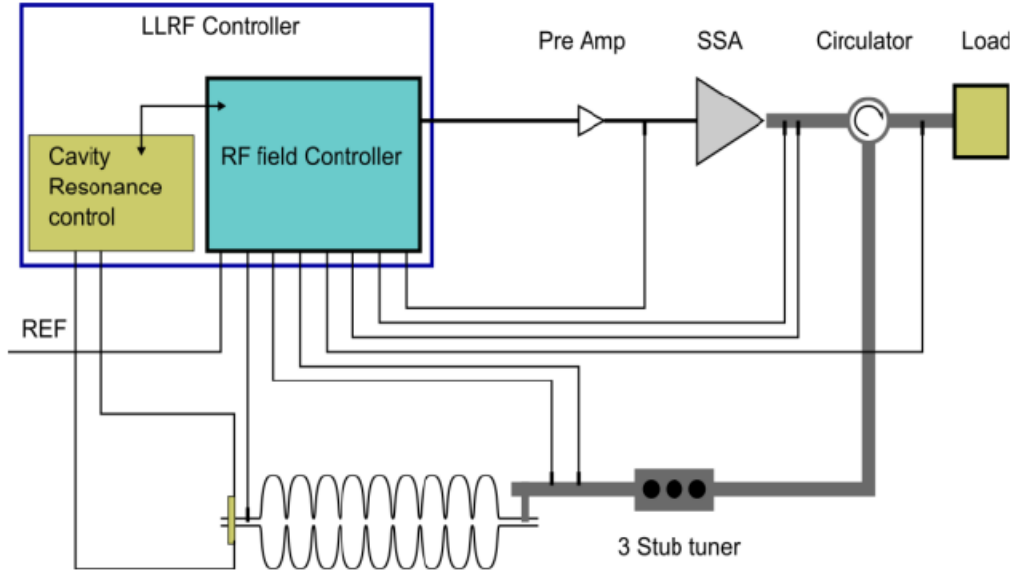 LLRF Controller
Pre Amp
SSA
Circulator
Load
Cavity
Resonance
control
RF field Controller
REF
3 Stub tuner